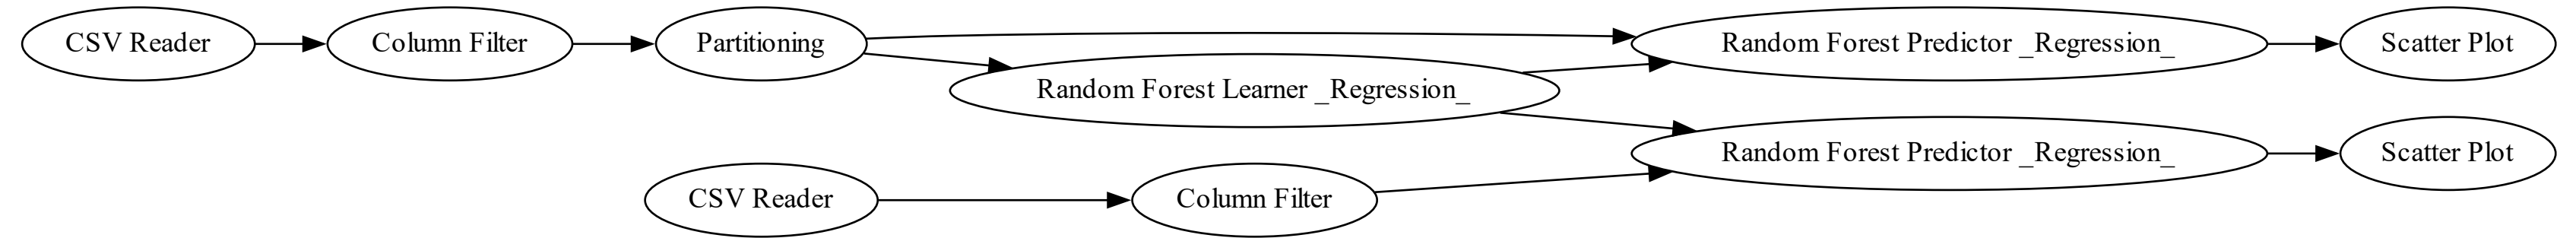 CSV Reader
Column Filter
Partitioning
Random Forest Learner _Regression_
Random Forest Predictor _Regression_
Scatter Plot
CSV Reader
Column Filter
Random Forest Predictor _Regression_
Scatter Plot